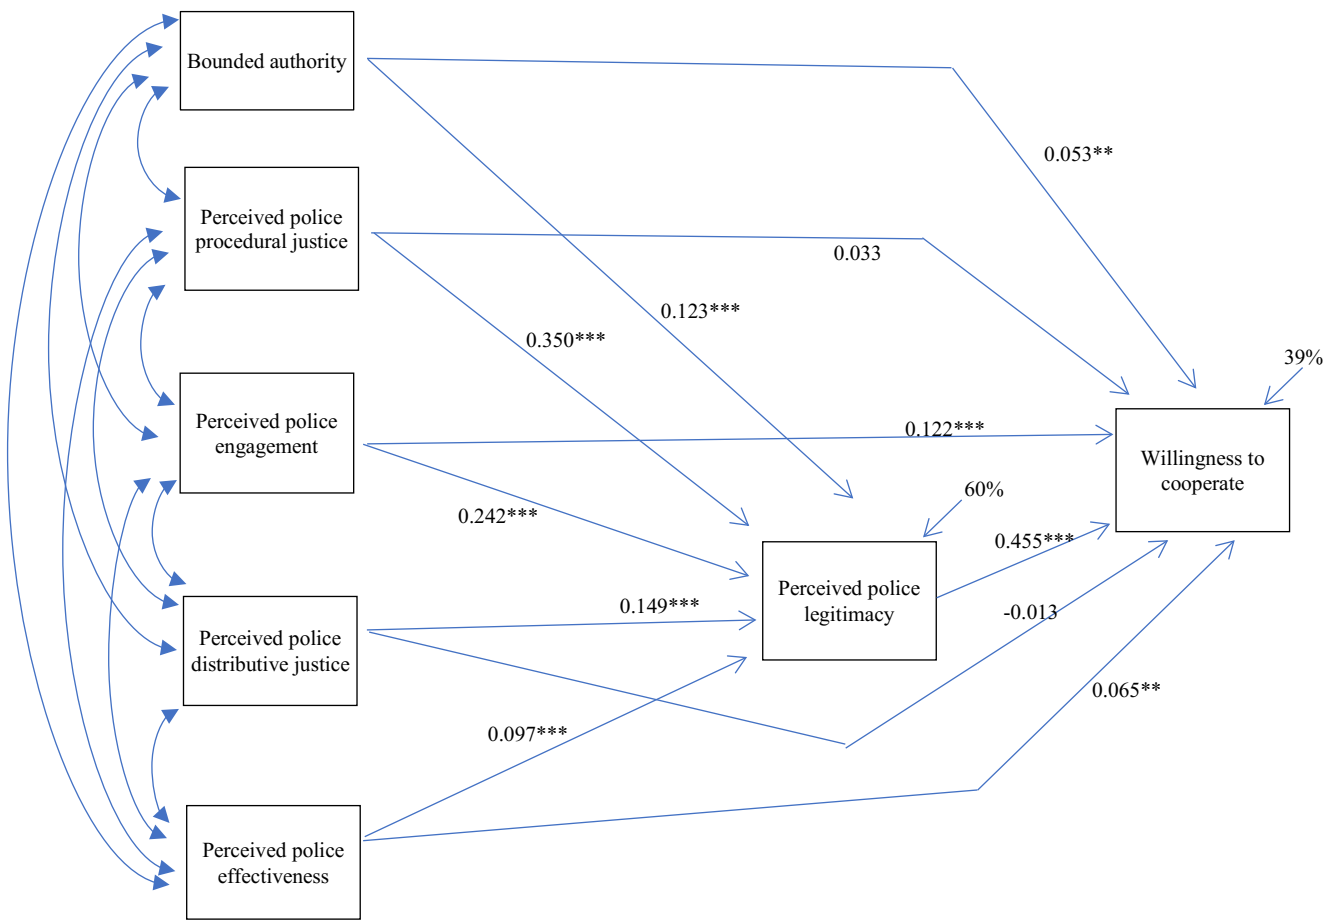 Bounded authority
0.053**
Perceived police
procedural justice
0.033
0.123***
0.350***
39%
Perceived police
engagement
0.122***
Willingness to
cooperate
0.242***
60%
0.455***
Perceived police
legitimacy
0.149***
-0.013
Perceived police
distributive justice
0.065**
0.097***
Perceived police
effectiveness